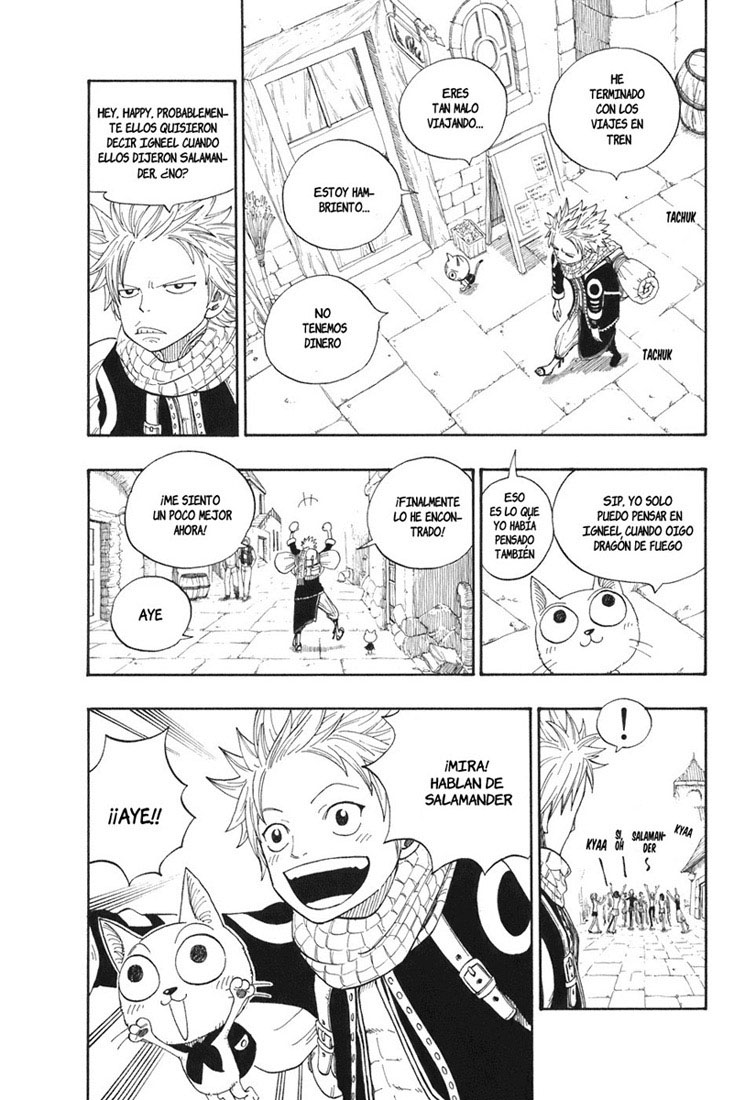 HE
TERMINADO
CON LOS
VIAJES EN
TREN
ERES
TAN MALO
VIAJANDO...
ESTOY HAM-
BRIENTO...
NO
TENEMOS
DINERO
TACHUK
TACHUK
HEY, HAPPY, PROBABLEMEN-
TE ELLOS QUISIERON
DECIR IGNEEL CUANDO
ELLOS DIJERON SALAMAN-
DER, ¿NO?
SIP, YO SOLO
PUEDO PENSAR EN
IGNEEL CUANDO OIGO
DRAGÓN DE FUEGO
ESO
ES LO QUE
YO HABÍA
PENSADO
TAMBIÉN
¡FINALMENTE
LO HE ENCON-
TRADO!
¡ME SIENTO
UN POCO MEJOR
AHORA!
AYE
!
KYAA
SALAMAN-
DER
SI,
OH
KYAA
¡MIRA!
HABLAN DE
SALAMANDER
¡¡AYE!!